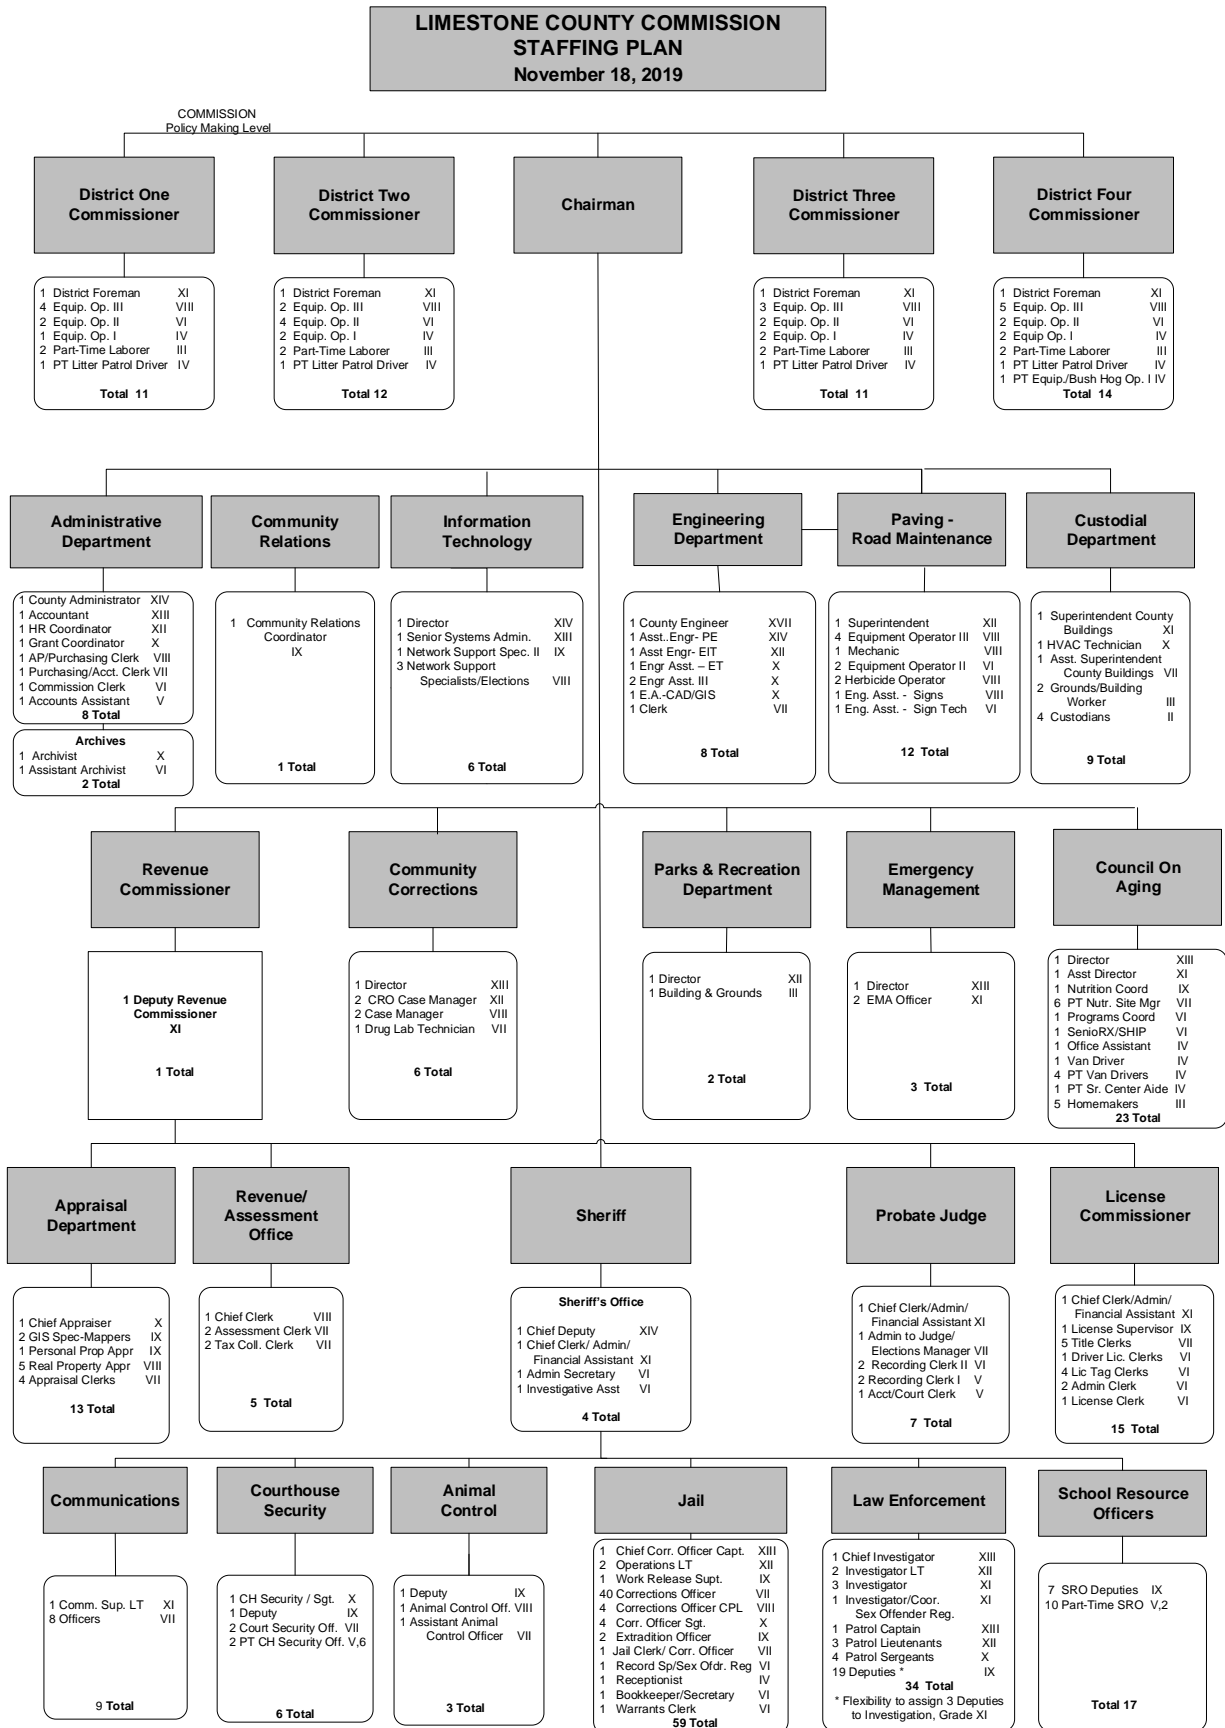 LIMESTONE COUNTY COMMISSION
STAFFING PLAN
November 18, 2019
COMMISSION
Policy Making Level
District One
Commissioner
District Two
Commissioner
Chairman
District Three
Commissioner
District Four
Commissioner
1 District Foreman XI
4 Equip. Op. III VIII
2 Equip. Op. II VI
1 Equip. Op. I IV
2 Part-Time Laborer III
1 PT Litter Patrol Driver IV
Total 11
1 District Foreman XI
2 Equip. Op. III VIII
4 Equip. Op. II VI
2 Equip. Op. I IV
2 Part-Time Laborer III
1 PT Litter Patrol Driver IV
Total 12
1 District Foreman XI
3 Equip. Op. III VIII
2 Equip. Op. II VI
2 Equip. Op. I IV
2 Part-Time Laborer III
1 PT Litter Patrol Driver IV
Total 11
1 District Foreman XI
5 Equip. Op. III VIII
2 Equip. Op. II VI
2 Equip Op. I IV
2 Part-Time Laborer III
1 PT Litter Patrol Driver IV
1 PT Equip./Bush Hog Op. I IV
Total 14
Administrative
Department
Community
Relations
Information
Technology
Engineering
Department
Paving -
Road Maintenance
Custodial
Department
1 County Administrator XIV
1 Accountant XIII
1 HR Coordinator XII
1 Grant Coordinator X
1 AP/Purchasing Clerk VIII
1 Purchasing/Acct. Clerk VII
1 Commission Clerk VI
1 Accounts Assistant V
8 Total
Archives
1 Archivist X
1 Assistant Archivist VI
2 Total
1 Community Relations
Coordinator
IX
1 Total
1 Director XIV
1 Senior Systems Admin. XIII
1 Network Support Spec. II IX
3 Network Support
Specialists/Elections VIII
6 Total
1 County Engineer XVII
1 Asst..Engr- PE XIV
1 Asst Engr- EIT XII
1 Engr Asst. – ET X
2 Engr Asst. III X
1 E.A.-CAD/GIS X
1 Clerk VII
8 Total
1 Superintendent XII
4 Equipment Operator III VIII
1 Mechanic VIII
2 Equipment Operator II VI
2 Herbicide Operator VIII
1 Eng. Asst. - Signs VIII
1 Eng. Asst. - Sign Tech VI
12 Total
1 Superintendent County
Buildings XI
1 HVAC Technician X
1 Asst. Superintendent
County Buildings VII
2 Grounds/Building
Worker III
4 Custodians II
9 Total
Revenue
Commissioner
Community
Corrections
Parks & Recreation
Department
Emergency
Management
Council On
Aging
1 Deputy Revenue
Commissioner
XI
1 Total
1 Director XIII
2 CRO Case Manager XII
2 Case Manager VIII
1 Drug Lab Technician VII
6 Total
1 Director XII
1 Building & Grounds III
2 Total
1 Director XIII
2 EMA Officer XI
3 Total
1 Director XIII
1 Asst Director XI
1 Nutrition Coord IX
6 PT Nutr. Site Mgr VII
1 Programs Coord VI
1 SenioRX/SHIP VI
1 Office Assistant IV
1 Van Driver IV
4 PT Van Drivers IV
1 PT Sr. Center Aide IV
5 Homemakers III
23 Total
Appraisal
Department
Revenue/
Assessment
Office
Sheriff
Probate Judge
License
Commissioner
1 Chief Appraiser X
2 GIS Spec-Mappers IX
1 Personal Prop Appr IX
5 Real Property Appr VIII
4 Appraisal Clerks VII
13 Total
1 Chief Clerk VIII
2 Assessment Clerk VII
2 Tax Coll. Clerk VII
5 Total
Sheriff's Office
1 Chief Deputy XIV
1 Chief Clerk/ Admin/
Financial Assistant XI
1 Admin Secretary VI
1 Investigative Asst VI
4 Total
1 Chief Clerk/Admin/
Financial Assistant XI
1 Admin to Judge/
Elections Manager VII
2 Recording Clerk II VI
2 Recording Clerk I V
1 Acct/Court Clerk V
7 Total
1 Chief Clerk/Admin/
Financial Assistant XI
1 License Supervisor IX
5 Title Clerks VII
1 Driver Lic. Clerks VI
4 Lic Tag Clerks VI
2 Admin Clerk VI
1 License Clerk VI
15 Total
Communications
Courthouse
Security
Animal
Control
Jail
Law Enforcement
School Resource
Officers
1 Comm. Sup. LT XI
8 Officers VII
9 Total
1 CH Security / Sgt. X
1 Deputy IX
2 Court Security Off. VII
2 PT CH Security Off. V,6
6 Total
1 Deputy IX
1 Animal Control Off. VIII
1 Assistant Animal
Control Officer VII
3 Total
1 Chief Corr. Officer Capt. XIII
2 Operations LT XII
1 Work Release Supt. IX
40 Corrections Officer VII
4 Corrections Officer CPL VIII
4 Corr. Officer Sgt. X
2 Extradition Officer IX
1 Jail Clerk/ Corr. Officer VII
1 Record Sp/Sex Ofdr. Reg VI
1 Receptionist IV
1 Bookkeeper/Secretary VI
1 Warrants Clerk VI
59 Total
1 Chief Investigator XIII
2 Investigator LT XII
3 Investigator XI
1 Investigator/Coor. XI
Sex Offender Reg.
1 Patrol Captain XIII
3 Patrol Lieutenants XII
4 Patrol Sergeants X
19 Deputies * IX
34 Total
* Flexibility to assign 3 Deputies
to Investigation, Grade XI
7 SRO Deputies IX
10 Part-Time SRO V,2
Total 17